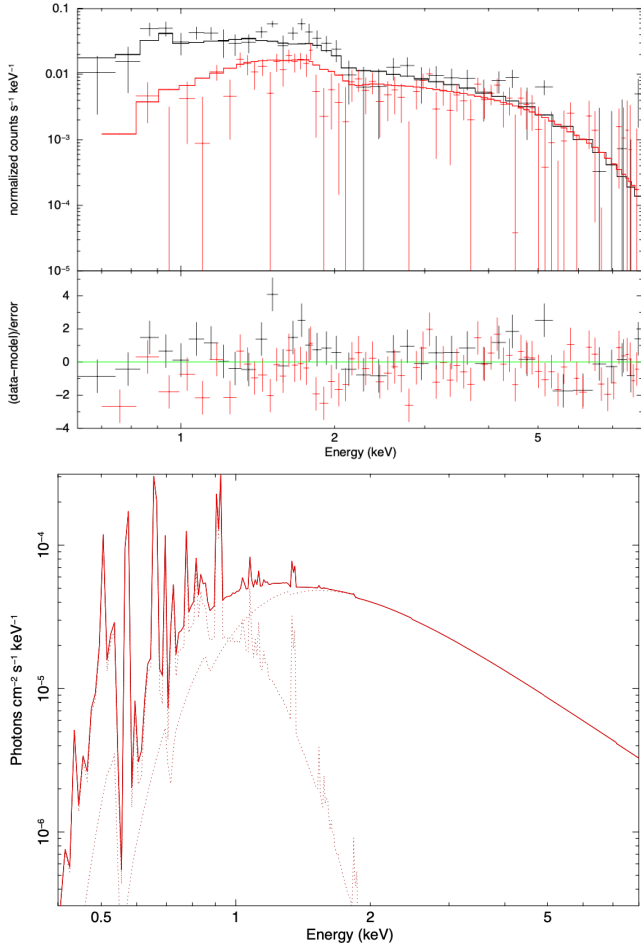 0.1
0.01
10⁻³
10⁻⁴
10⁻⁵
normalized counts s⁻¹ keV⁻¹
4
2
0
−2
−4
(data−model)/error
1 2 5
Energy (keV)
10⁻⁴
10⁻⁵
10⁻⁶
Photons cm⁻² s⁻¹ keV⁻¹
0.5 1 2 5
Energy (keV)